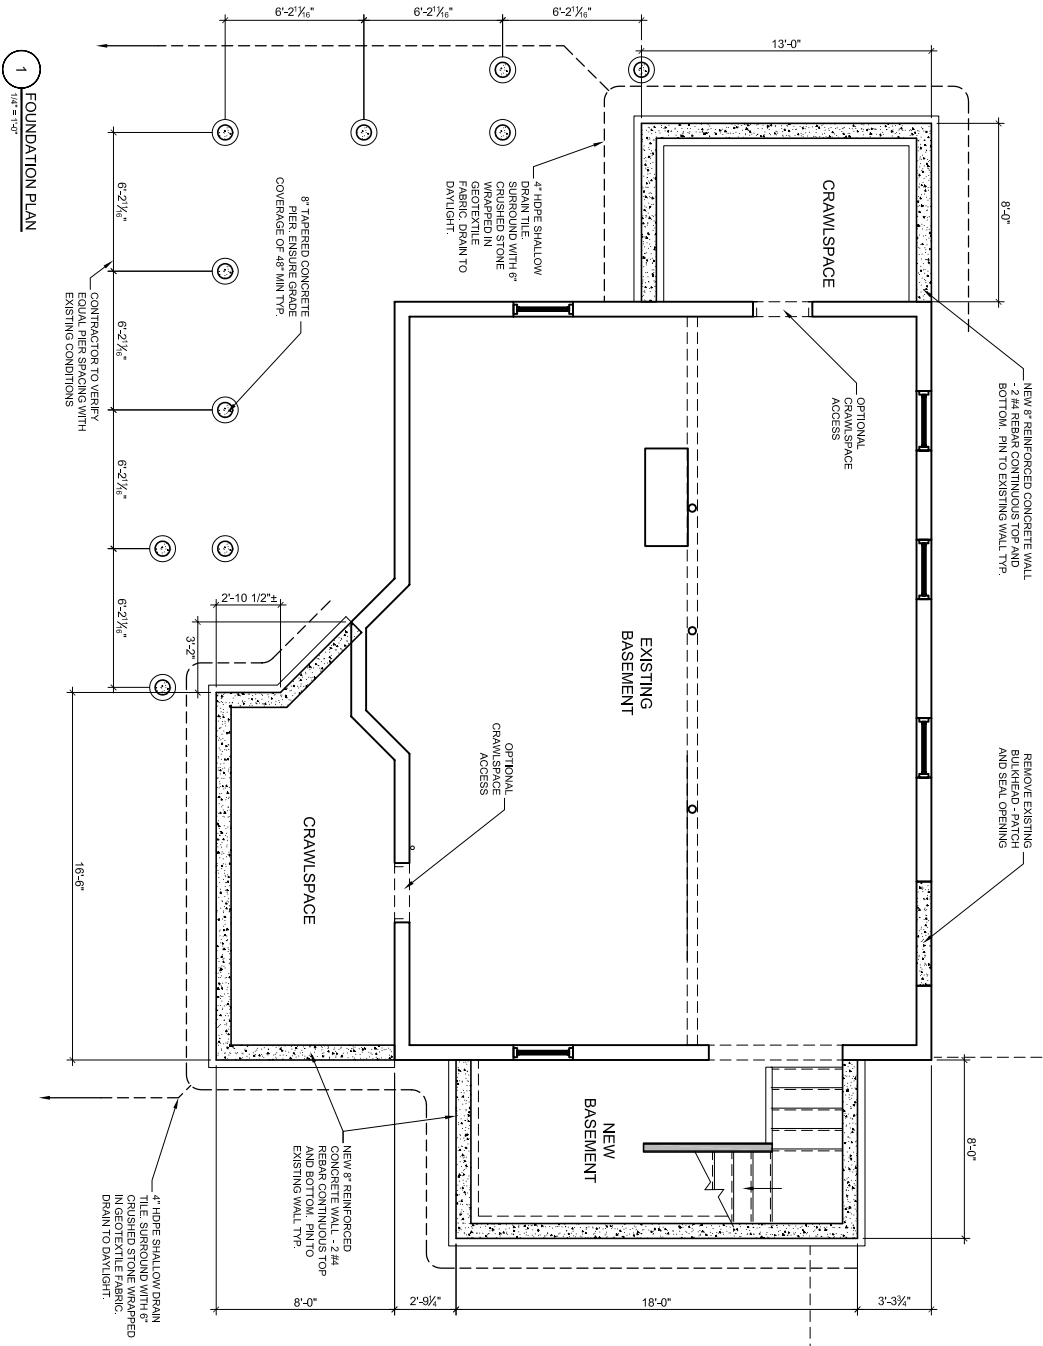 1
FOUNDATION PLAN
1/4" = 1'-0"
6'-2 11/16"
6'-2 11/16"
6'-2 11/16"
13'-0"
8'-0"
CRAWLSPACE
4" HDPE SHALLOW
DRAIN TILE.
SURROUND WITH 6"
CRUSHED STONE
WRAPPED IN
GEOTEXTILE
FABRIC. DRAIN TO
DAYLIGHT.
8" TAPERED CONCRETE
PIER. ENSURE GRADE
COVERAGE OF 48" MIN TYP.
CONTRACTOR TO VERIFY
EQUAL PIER SPACING WITH
EXISTING CONDITIONS
6'-2 11/16"
6'-2 11/16"
6'-2 11/16"
6'-2 11/16"
NEW 8" REINFORCED CONCRETE WALL
- 2 #4 REBAR CONTINUOUS TOP AND
BOTTOM. PIN TO EXISTING WALL TYP.
OPTIONAL
CRAWLSPACE
ACCESS
EXISTING
BASEMENT
2'-10 1/2"±
3'-2"
OPTIONAL
CRAWLSPACE
ACCESS
REMOVE EXISTING
BULKHEAD - PATCH
AND SEAL OPENING
CRAWLSPACE
16'-6"
NEW
BASEMENT
8'-0"
NEW 8" REINFORCED
CONCRETE WALL - 2 #4
REBAR CONTINUOUS TOP
AND BOTTOM. PIN TO
EXISTING WALL TYP.
4" HDPE SHALLOW DRAIN
TILE. SURROUND WITH 6"
CRUSHED STONE WRAPPED
IN GEOTEXTILE FABRIC.
DRAIN TO DAYLIGHT.
8'-0"
2'-9 1/4"
18'-0"
3'-3 3/4"